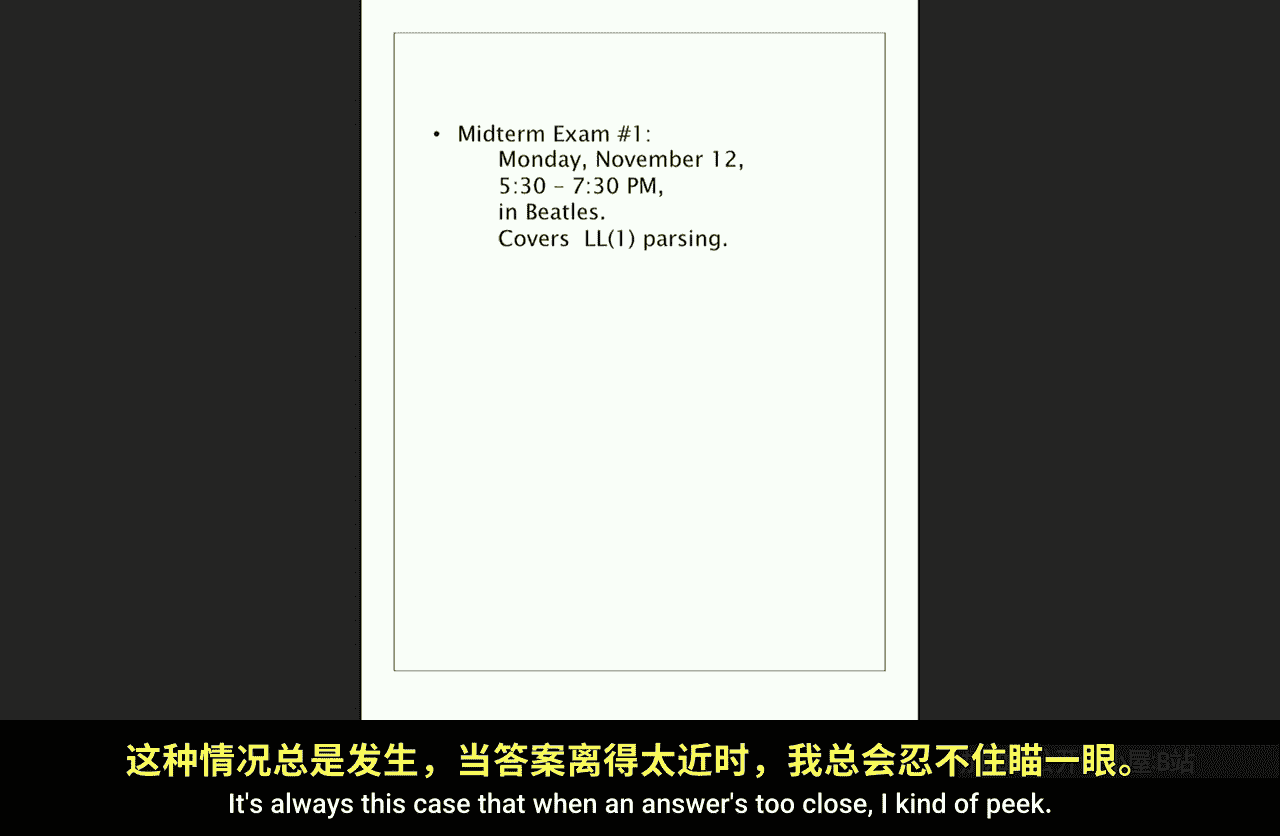 • Midterm Exam #1:
Monday, November 12,
5:30 – 7:30 PM,
in Beatles.
Covers LL(1) parsing.
这种情况总是发生，当答案离得太近时，我总会忍不住瞄一眼。
It's always this case that when an answer's too close, I kind of peek.